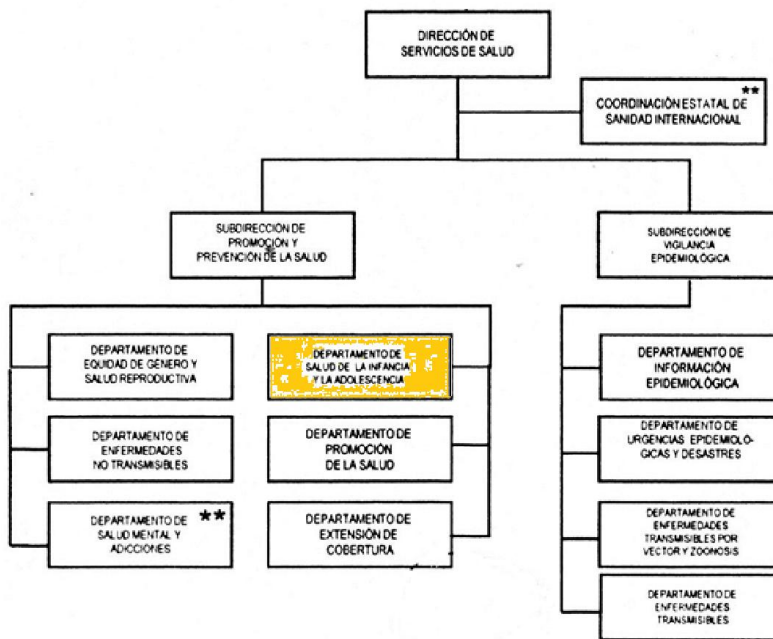 DIRECCIÓN DE
SERVICIOS DE SALUD
**
COORDINACIÓN ESTATAL DE
SANIDAD INTERNACIONAL
SUBDIRECCIÓN DE
PROMOCIÓN Y
PREVENCIÓN DE LA SALUD
SUBDIRECCIÓN DE
VIGILANCIA
EPIDEMIOLÓGICA
DEPARTAMENTO DE
EQUIDAD DE GÉNERO Y
SALUD REPRODUCTIVA
DEPARTAMENTO DE
SALUD DE LA INFANCIA
Y LA ADOLESCENCIA
DEPARTAMENTO DE
INFORMACIÓN
EPIDEMIOLÓGICA
DEPARTAMENTO DE
ENFERMEDADES
NO TRANSMISIBLES
DEPARTAMENTO DE
PROMOCIÓN
DE LA SALUD
DEPARTAMENTO DE
URGENCIAS EPIDEMIOLÓ-
GICAS Y DESASTRES
DEPARTAMENTO DE **
SALUD MENTAL Y
ADICCIONES
DEPARTAMENTO DE
EXTENSIÓN DE
COBERTURA
DEPARTAMENTO DE
ENFERMEDADES
TRANSMISIBLES POR
VECTOR Y ZOONOSIS
DEPARTAMENTO DE
ENFERMEDADES
TRANSMISIBLES